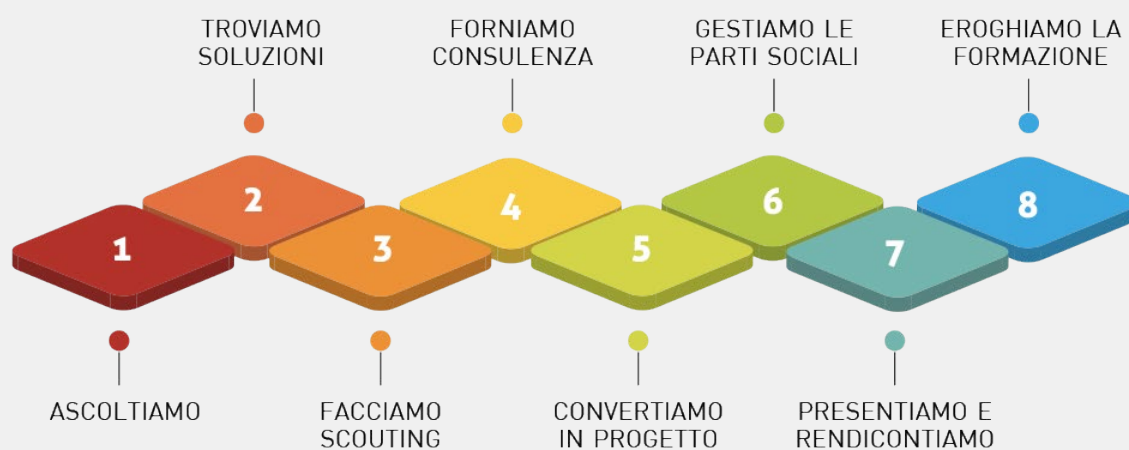 TROVIAMO
SOLUZIONI
FORNIAMO
CONSULENZA
GESTIAMO LE
PARTI SOCIALI
EROGHIAMO LA
FORMAZIONE
1
2
3
4
5
6
7
8
ASCOLTIAMO
FACCIAMO
SCOUTING
CONVERTIAMO
IN PROGETTO
PRESENTIAMO E
RENDICONTIAMO